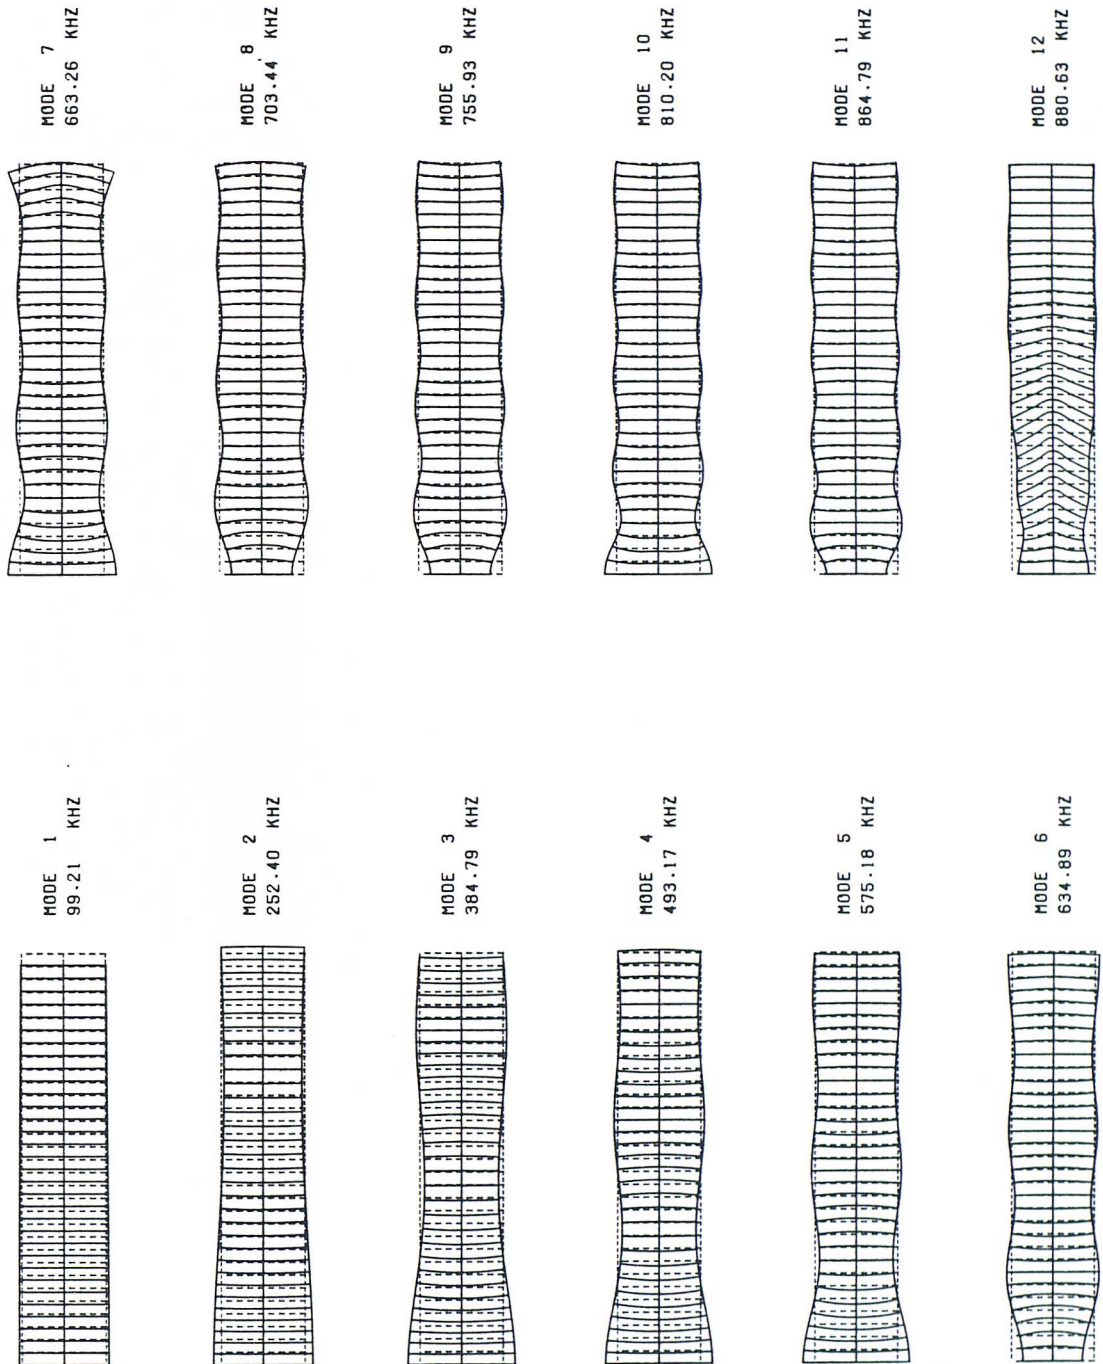 MODE 1
99.21 KHZ
MODE 2
252.40 KHZ
MODE 3
384.79 KHZ
MODE 4
493.17 KHZ
MODE 5
575.18 KHZ
MODE 6
634.89 KHZ
MODE 7
663.26 KHZ
MODE 8
703.44 KHZ
MODE 9
755.93 KHZ
MODE 10
810.20 KHZ
MODE 11
864.79 KHZ
MODE 12
880.63 KHZ